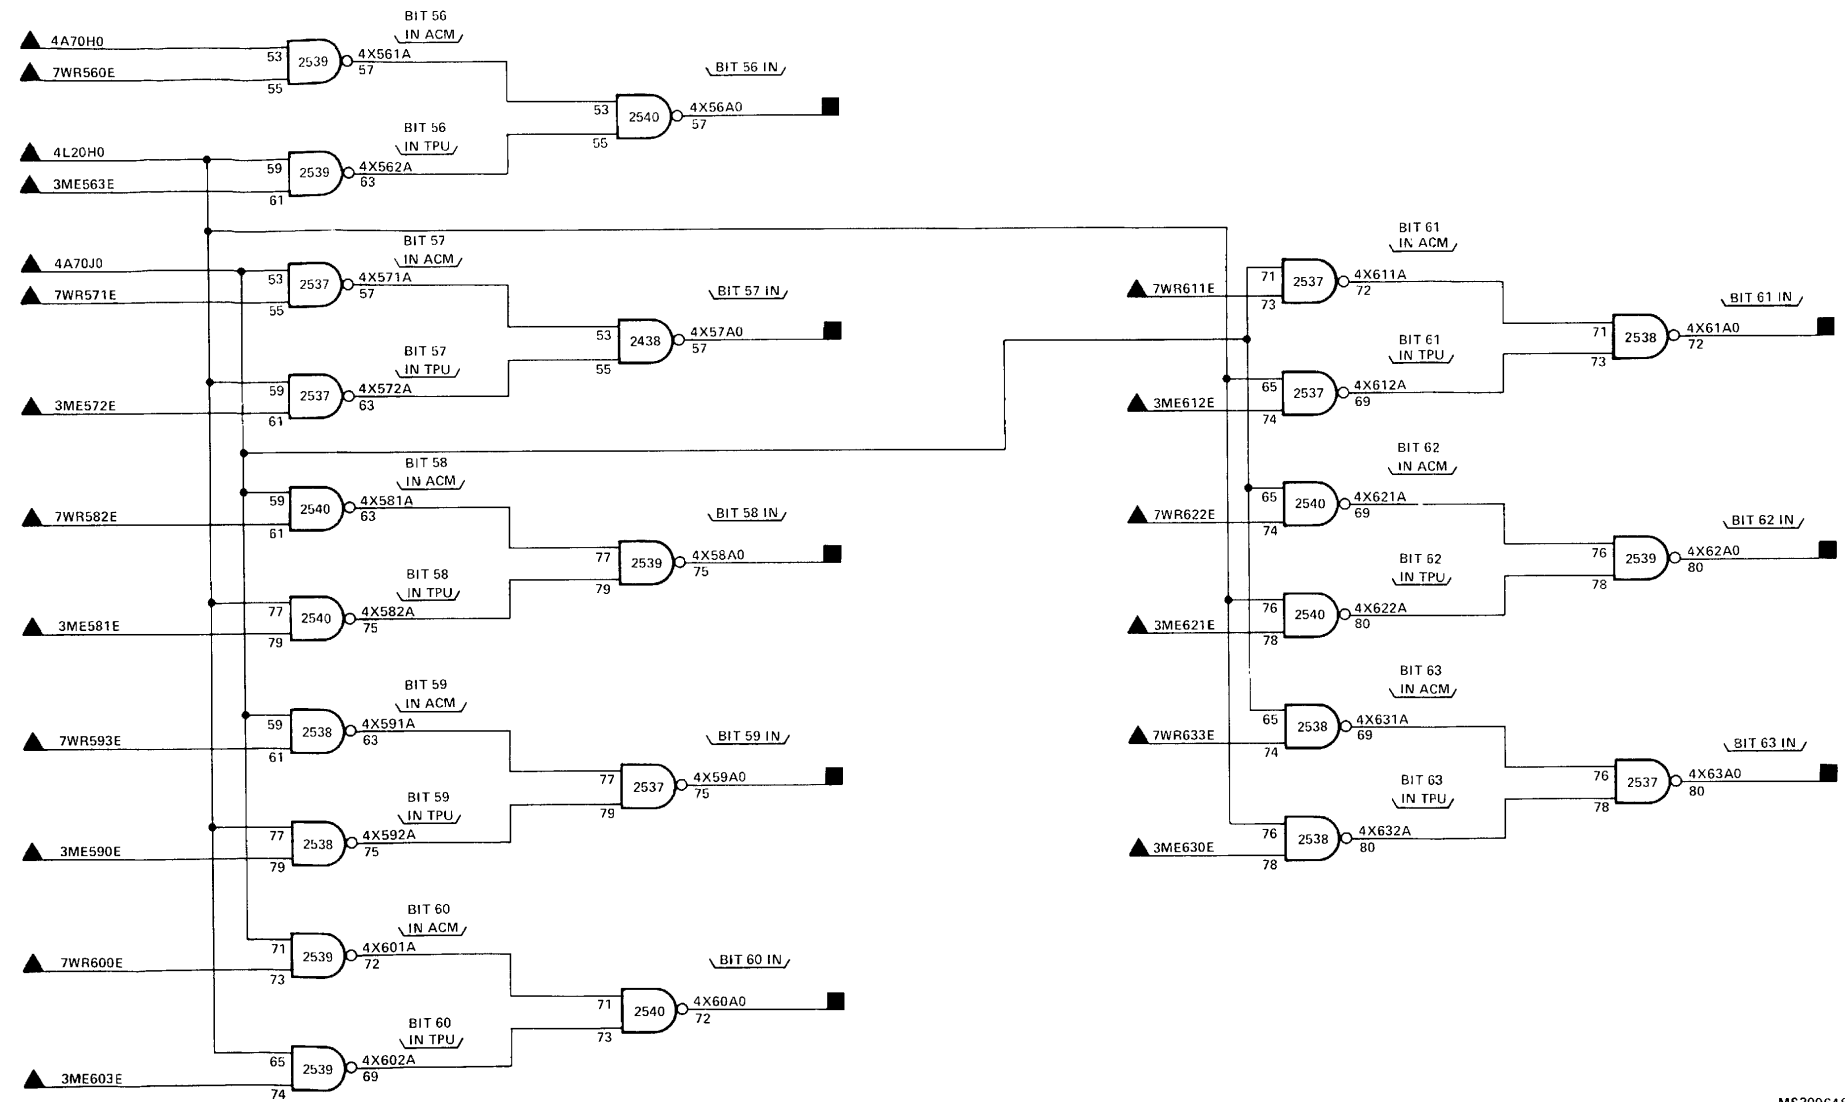 BIT 56
IN ACM
4A70H0
53
2539
4X561A
57
7WR560E
55
BIT 56 IN
53
2540
4X56A0
57
55
BIT 56
IN TPU
4L20H0
59
2539
4X562A
63
3ME563E
61
BIT 57
IN ACM
4A70J0
53
2537
4X571A
57
7WR571E
55
BIT 57 IN
53
2438
4X57A0
57
55
BIT 57
IN TPU
59
2537
4X572A
63
3ME572E
61
BIT 58
IN ACM
59
2540
4X581A
63
7WR582E
61
BIT 58 IN
77
2539
4X58A0
75
79
BIT 58
IN TPU
77
2540
4X582A
75
3ME581E
79
BIT 59
IN ACM
59
2538
4X591A
63
7WR593E
61
BIT 59 IN
77
2537
4X59A0
75
79
BIT 59
IN TPU
77
2538
4X592A
75
3ME590E
79
BIT 60
IN ACM
71
2539
4X601A
72
7WR600E
73
BIT 60 IN
71
2540
4X60A0
72
73
BIT 60
IN TPU
65
2539
4X602A
69
3ME603E
74
BIT 61
IN ACM
71
2537
4X611A
72
7WR611E
73
BIT 61 IN
71
2538
4X61A0
72
73
BIT 61
IN TPU
65
2537
4X612A
69
3ME612E
74
BIT 62
IN ACM
65
2540
4X621A
69
7WR622E
74
BIT 62 IN
76
2539
4X62A0
80
78
BIT 62
IN TPU
76
2540
4X622A
80
3ME621E
78
BIT 63
IN ACM
65
2538
4X631A
69
7WR633E
74
BIT 63 IN
76
2537
4X63A0
80
78
BIT 63
IN TPU
76
2538
4X632A
80
3ME630E
78